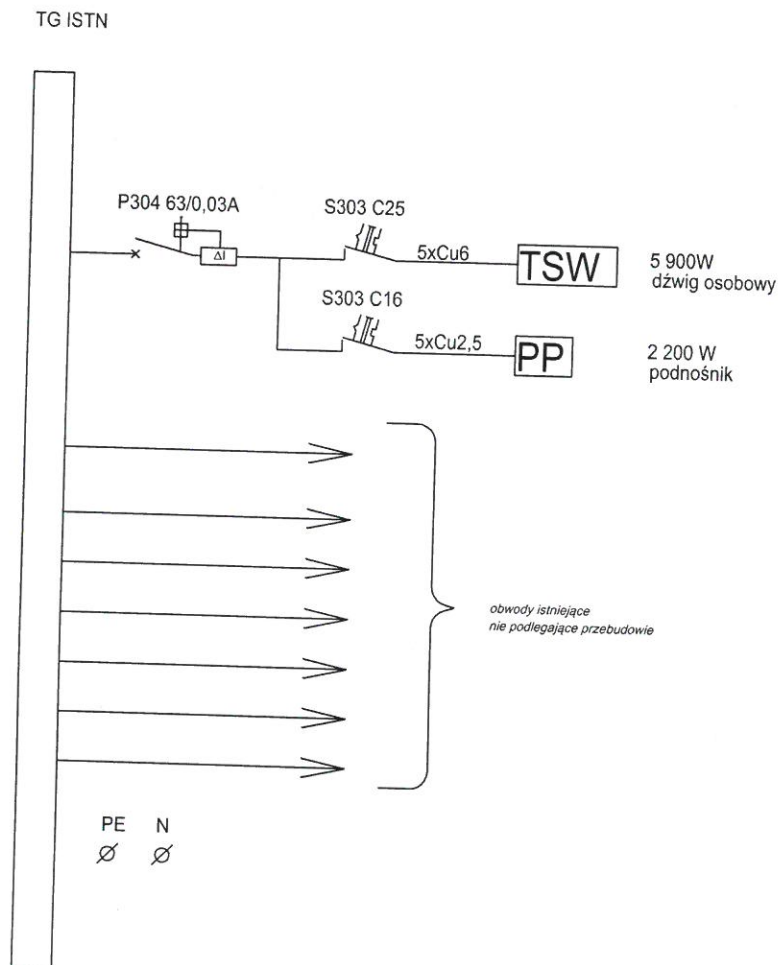 TG ISTN
P304 63/0,03A
ΔI
S303 C25
5xCu6
TSW
5 900W
dźwig osobowy
S303 C16
5xCu2,5
PP
2 200 W
podnośnik
obwody istniejące
nie podlegające przebudowie
PE N